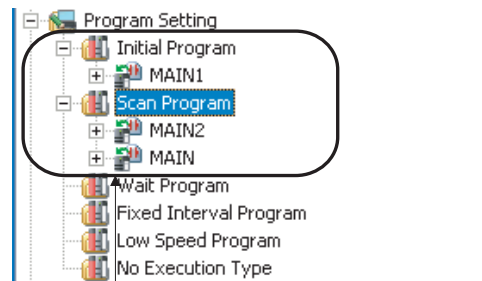 Program Setting
Initial Program
MAIN1
Scan Program
MAIN2
MAIN
Wait Program
Fixed Interval Program
Low Speed Program
No Execution Type